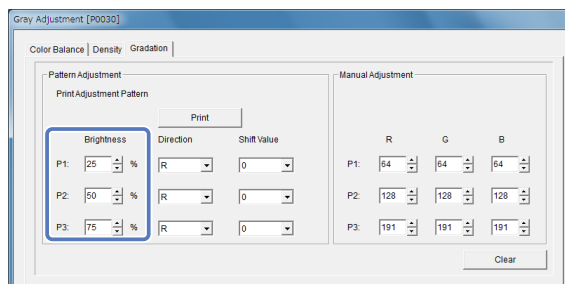 Gray Adjustment [P0030]
Color Balance Density Gradation
Pattern Adjustment Manual Adjustment
Print Adjustment Pattern
Print
Brightness Direction Shift Value R G B
P1: 25 % R 0 P1: 64 64 64
P2: 50 % R 0 P2: 128 128 128
P3: 75 % R 0 P3: 191 191 191
Clear